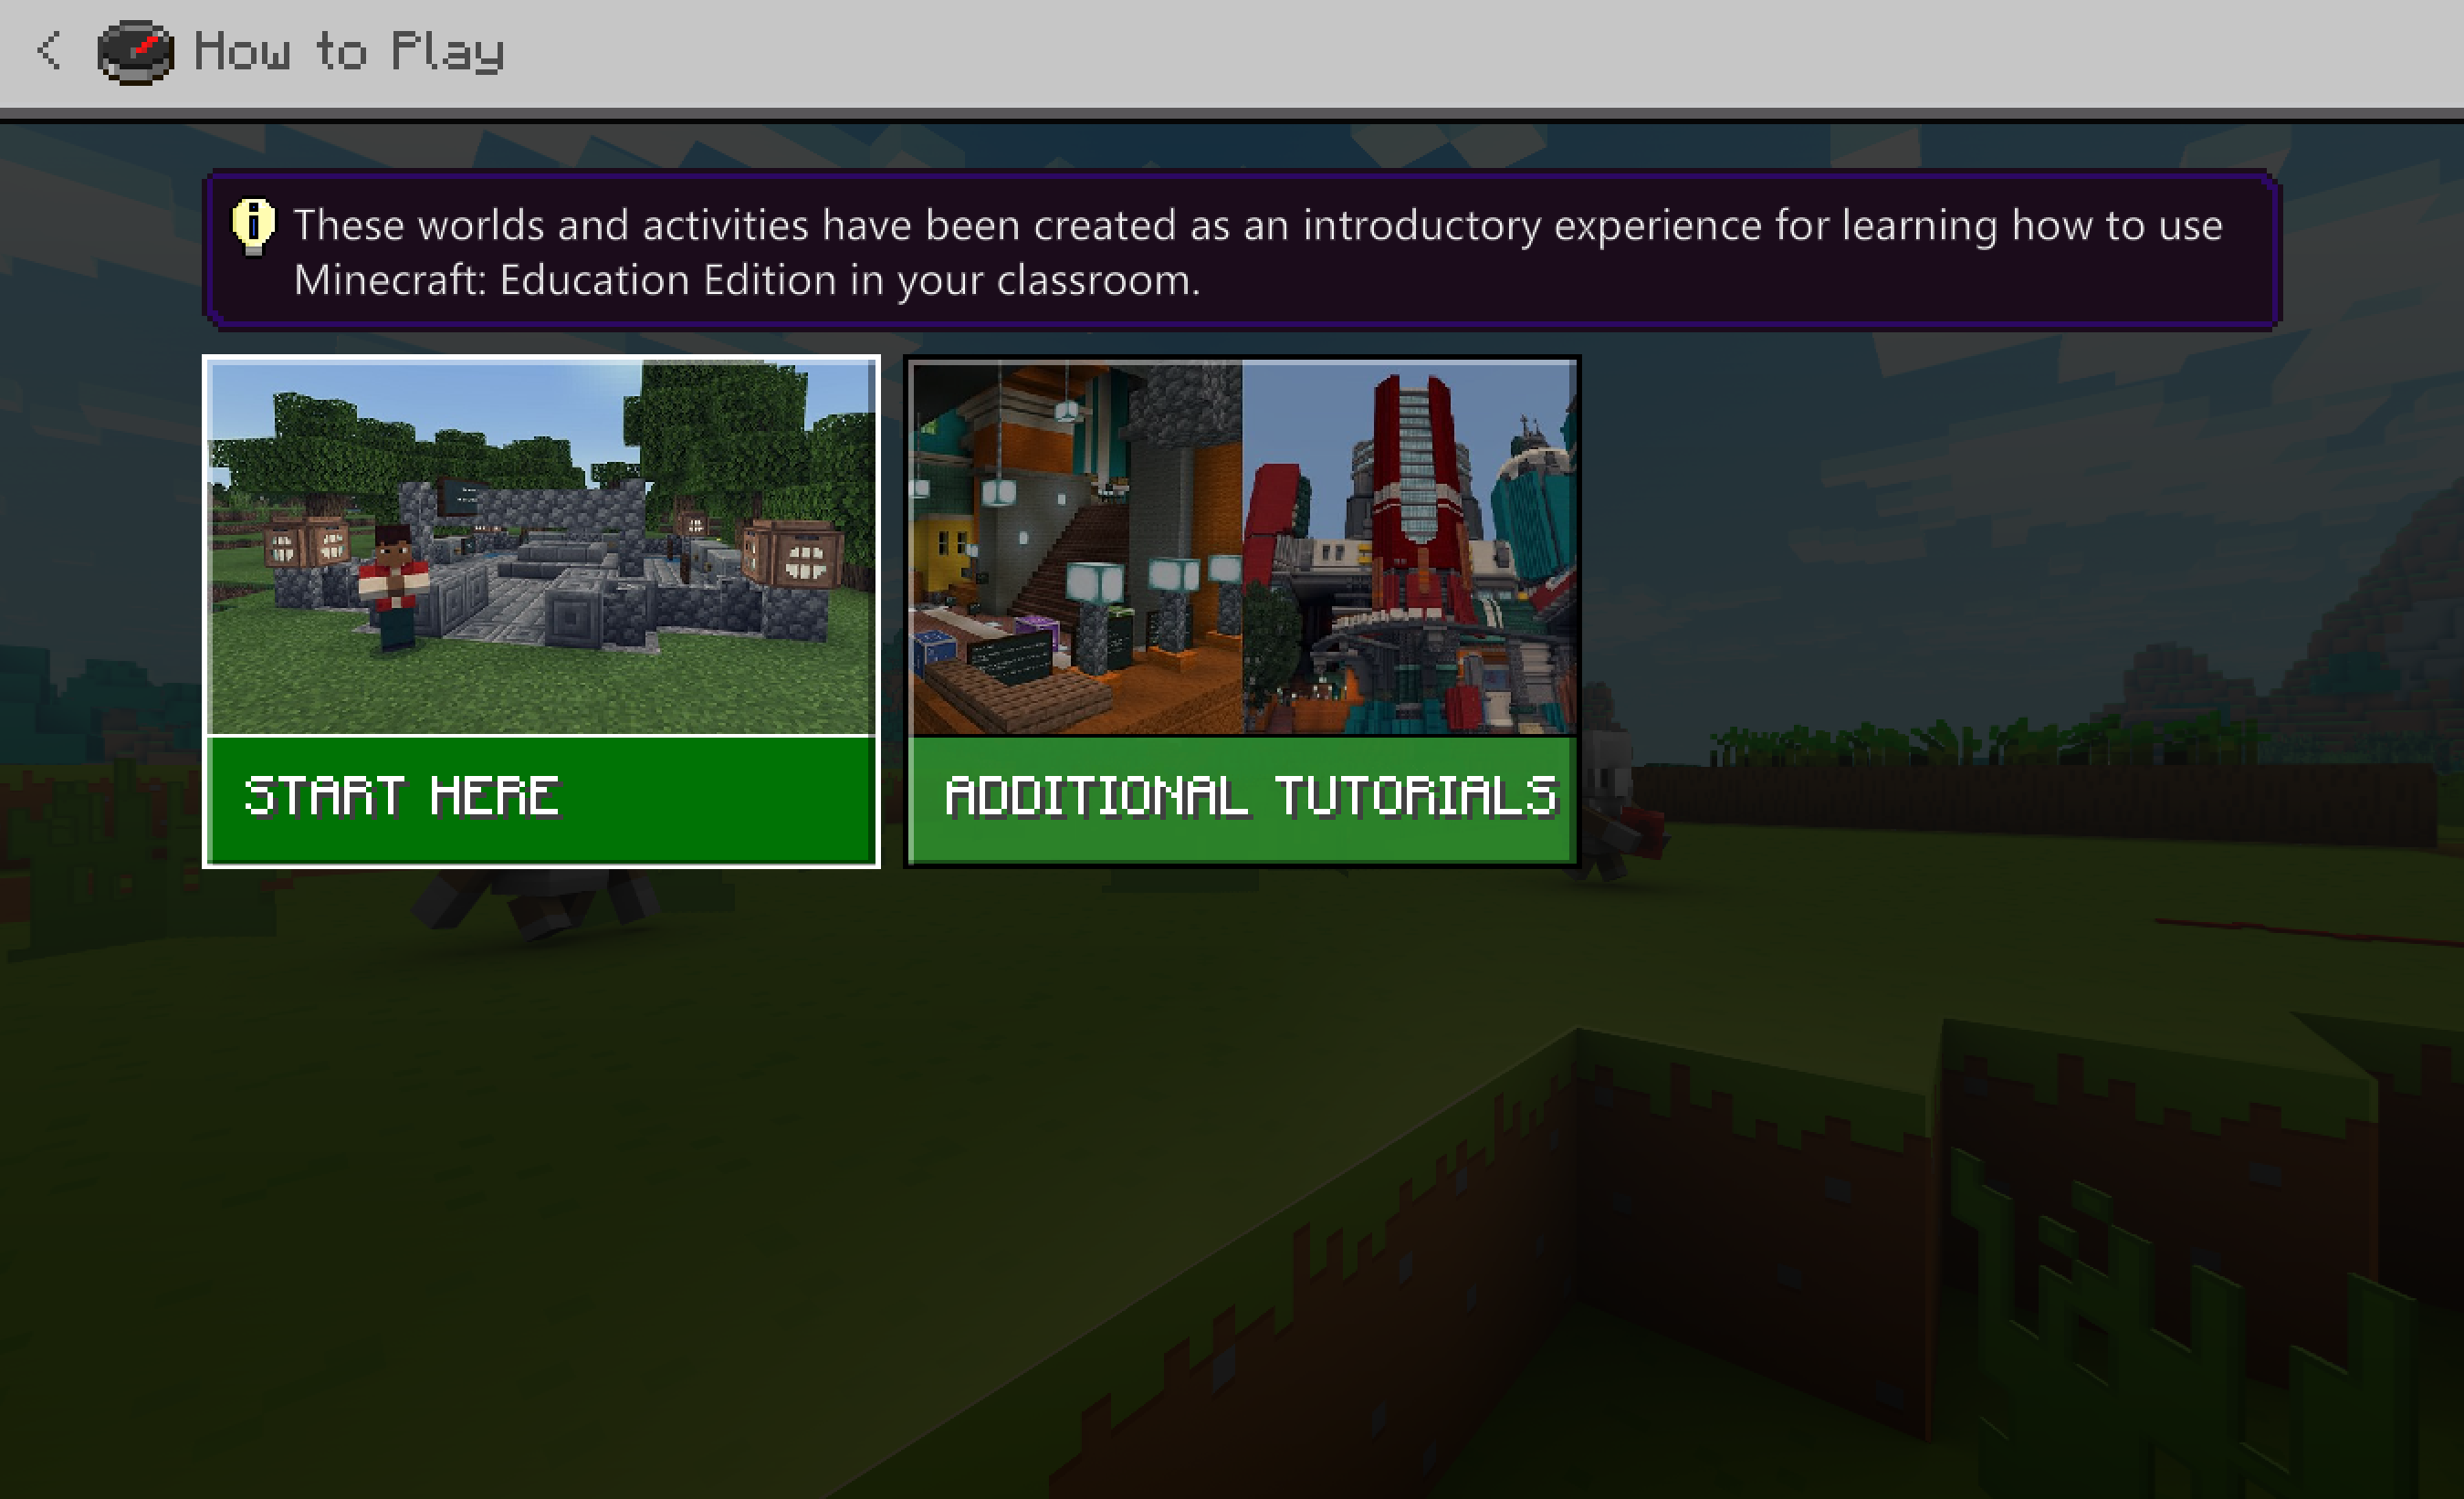 How to Play
These worlds and activities have been created as an introductory experience for learning how to use
Minecraft: Education Edition in your classroom.
START HERE
ADDITIONAL TUTORIALS